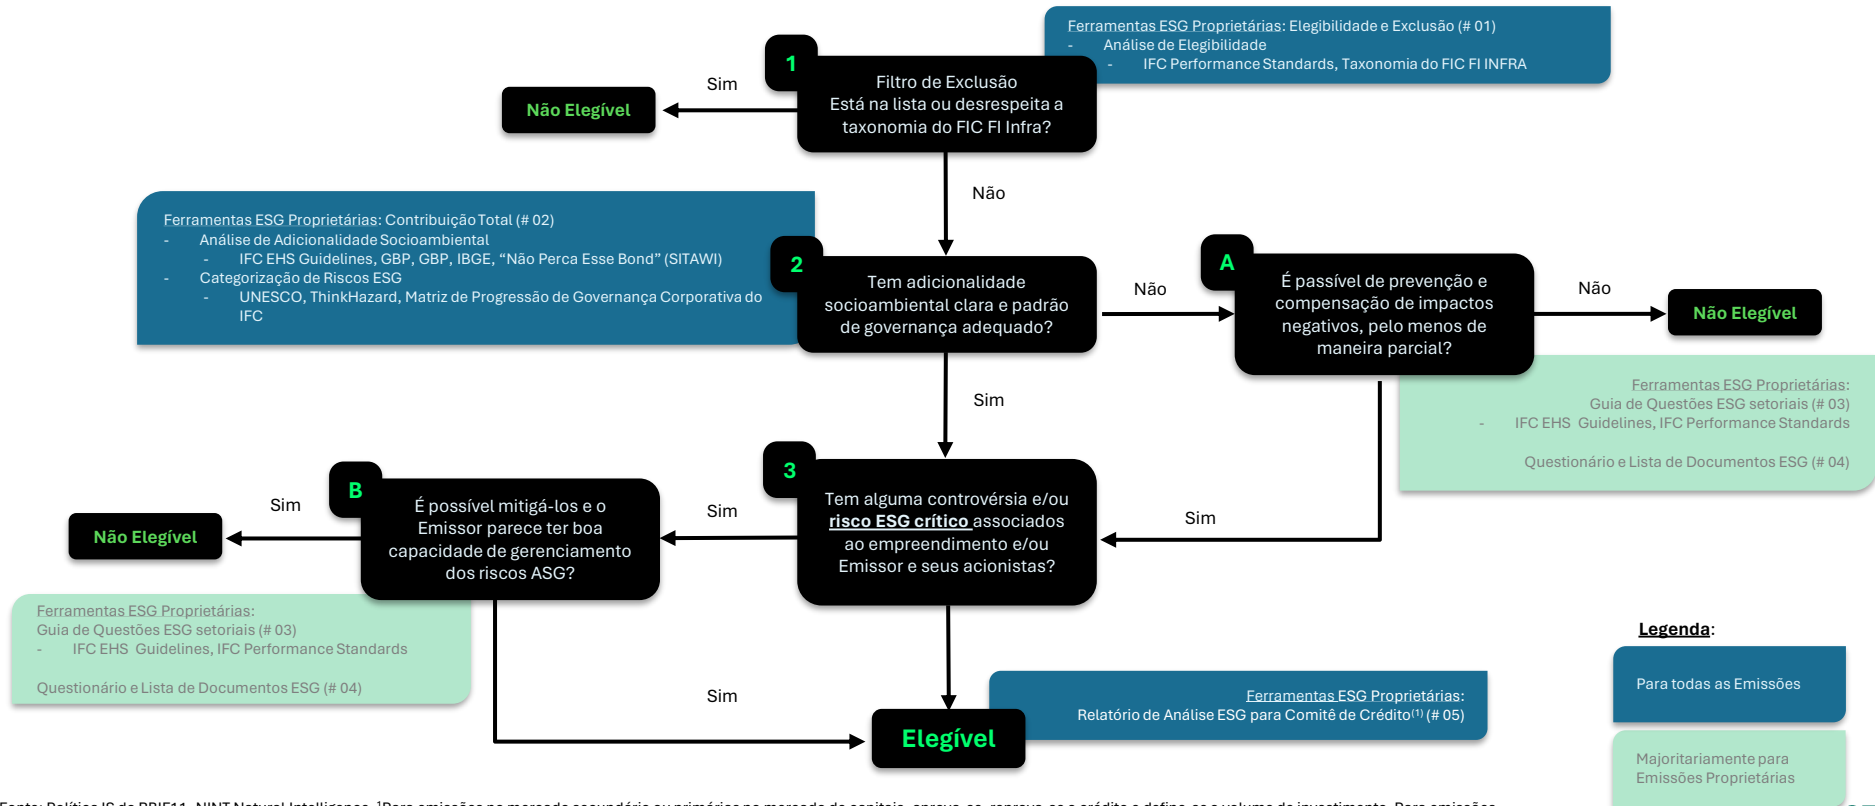 Ferramentas ESG Proprietárias: Elegibilidade e Exclusão (# 01)
- Análise de Elegibilidade
- IFC Performance Standards, Taxonomia do FIC FI INFRA
1
Filtro de Exclusão
Está na lista ou desrespeita a
taxonomia do FIC FI Infra?
Sim
Não Elegível
Não
Ferramentas ESG Proprietárias: Contribuição Total (# 02)
- Análise de Adicionalidade Socioambiental
- IFC EHS Guidelines, GBP, GBP, IBGE, “Não Perca Esse Bond” (SITAWI)
- Categorização de Riscos ESG
- UNESCO, ThinkHazard, Matriz de Progressão de Governança Corporativa do
IFC
2
Tem adicionalidade
socioambiental clara e padrão
de governança adequado?
Não
A
É passível de prevenção e
compensação de impactos
negativos, pelo menos de
maneira parcial?
Não
Não Elegível
Ferramentas ESG Proprietárias:
Guia de Questões ESG setoriais (# 03)
- IFC EHS Guidelines, IFC Performance Standards
Questionário e Lista de Documentos ESG (# 04)
Sim
Sim
3
Tem alguma controvérsia e/ou
risco ESG crítico associados
ao empreendimento e/ou
Emissor e seus acionistas?
Sim
B
É possível mitigá-los e o
Emissor parece ter boa
capacidade de gerenciamento
dos riscos ASG?
Sim
Não Elegível
Ferramentas ESG Proprietárias:
Guia de Questões ESG setoriais (# 03)
- IFC EHS Guidelines, IFC Performance Standards
Questionário e Lista de Documentos ESG (# 04)
Sim
Elegível
Ferramentas ESG Proprietárias:
Relatório de Análise ESG para Comitê de Crédito(1) (# 05)
Legenda:
Para todas as Emissões
Majoritariamente para
Emissões Proprietárias